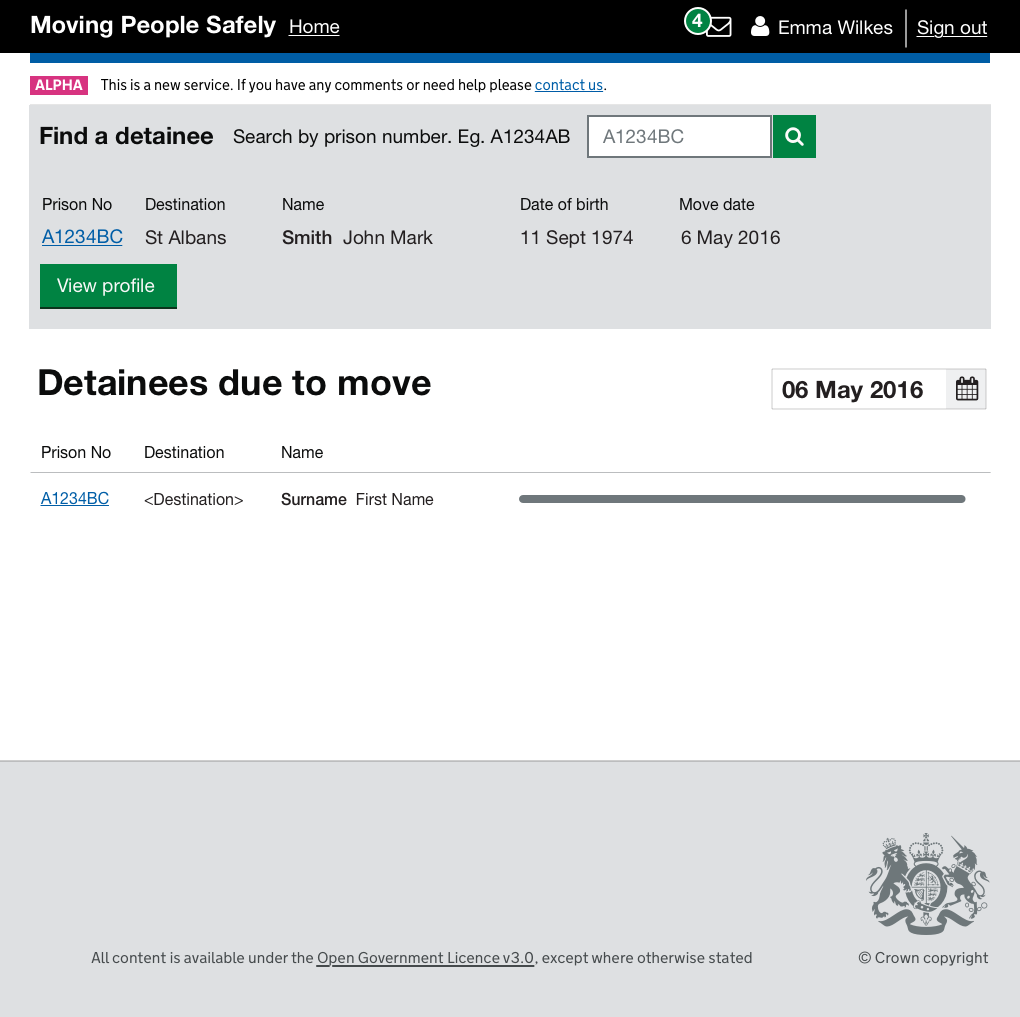 Moving People Safely Home 4 Emma Wilkes Sign out
ALPHA This is a new service. If you have any comments or need help please contact us.
Find a detainee Search by prison number. Eg. A1234AB A1234BC
Prison No Destination Name Date of birth Move date
A1234BC St Albans Smith John Mark 11 Sept 1974 6 May 2016
View profile
Detainees due to move 06 May 2016
Prison No Destination Name
A1234BC <Destination> Surname First Name
All content is available under the Open Government Licence v3.0, except where otherwise stated © Crown copyright